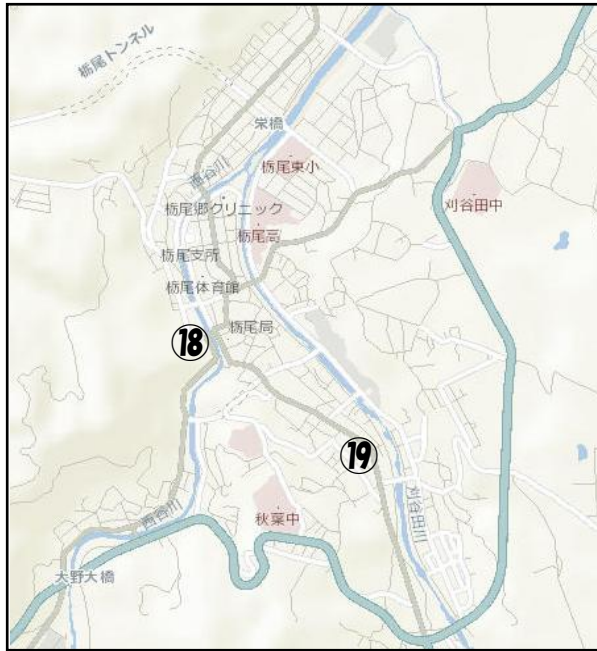 栃尾トンネル
栄橋
西谷川
栃尾東小
栃尾郷クリニック
刈谷田中
栃尾高
栃尾支所
栃尾体育館
栃尾局
⑱
⑲
刈谷田川
西谷川
秋葉中
大野大橋